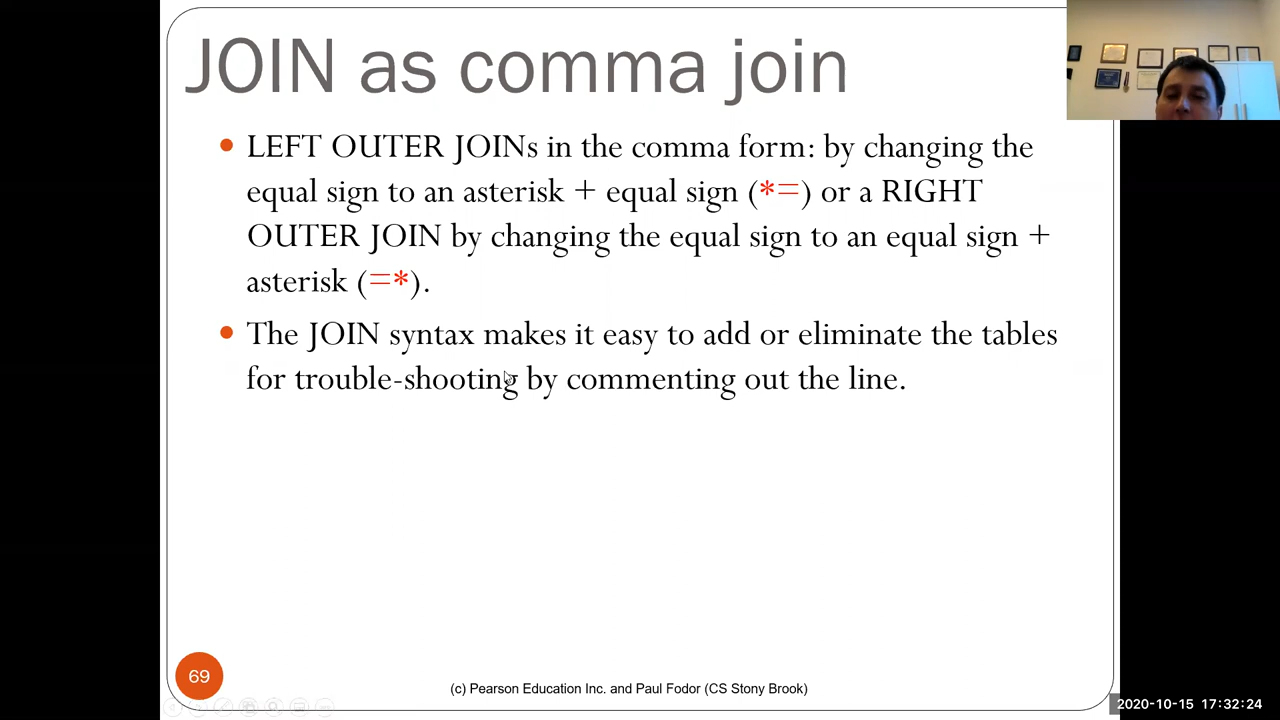 JOIN as comma join
LEFT OUTER JOINs in the comma form: by changing the
equal sign to an asterisk + equal sign (*=) or a RIGHT
OUTER JOIN by changing the equal sign to an equal sign +
asterisk (=*).
The JOIN syntax makes it easy to add or eliminate the tables
for trouble-shooting by commenting out the line.
69
(c) Pearson Education Inc. and Paul Fodor (CS Stony Brook)
2020-10-15 17:32:24